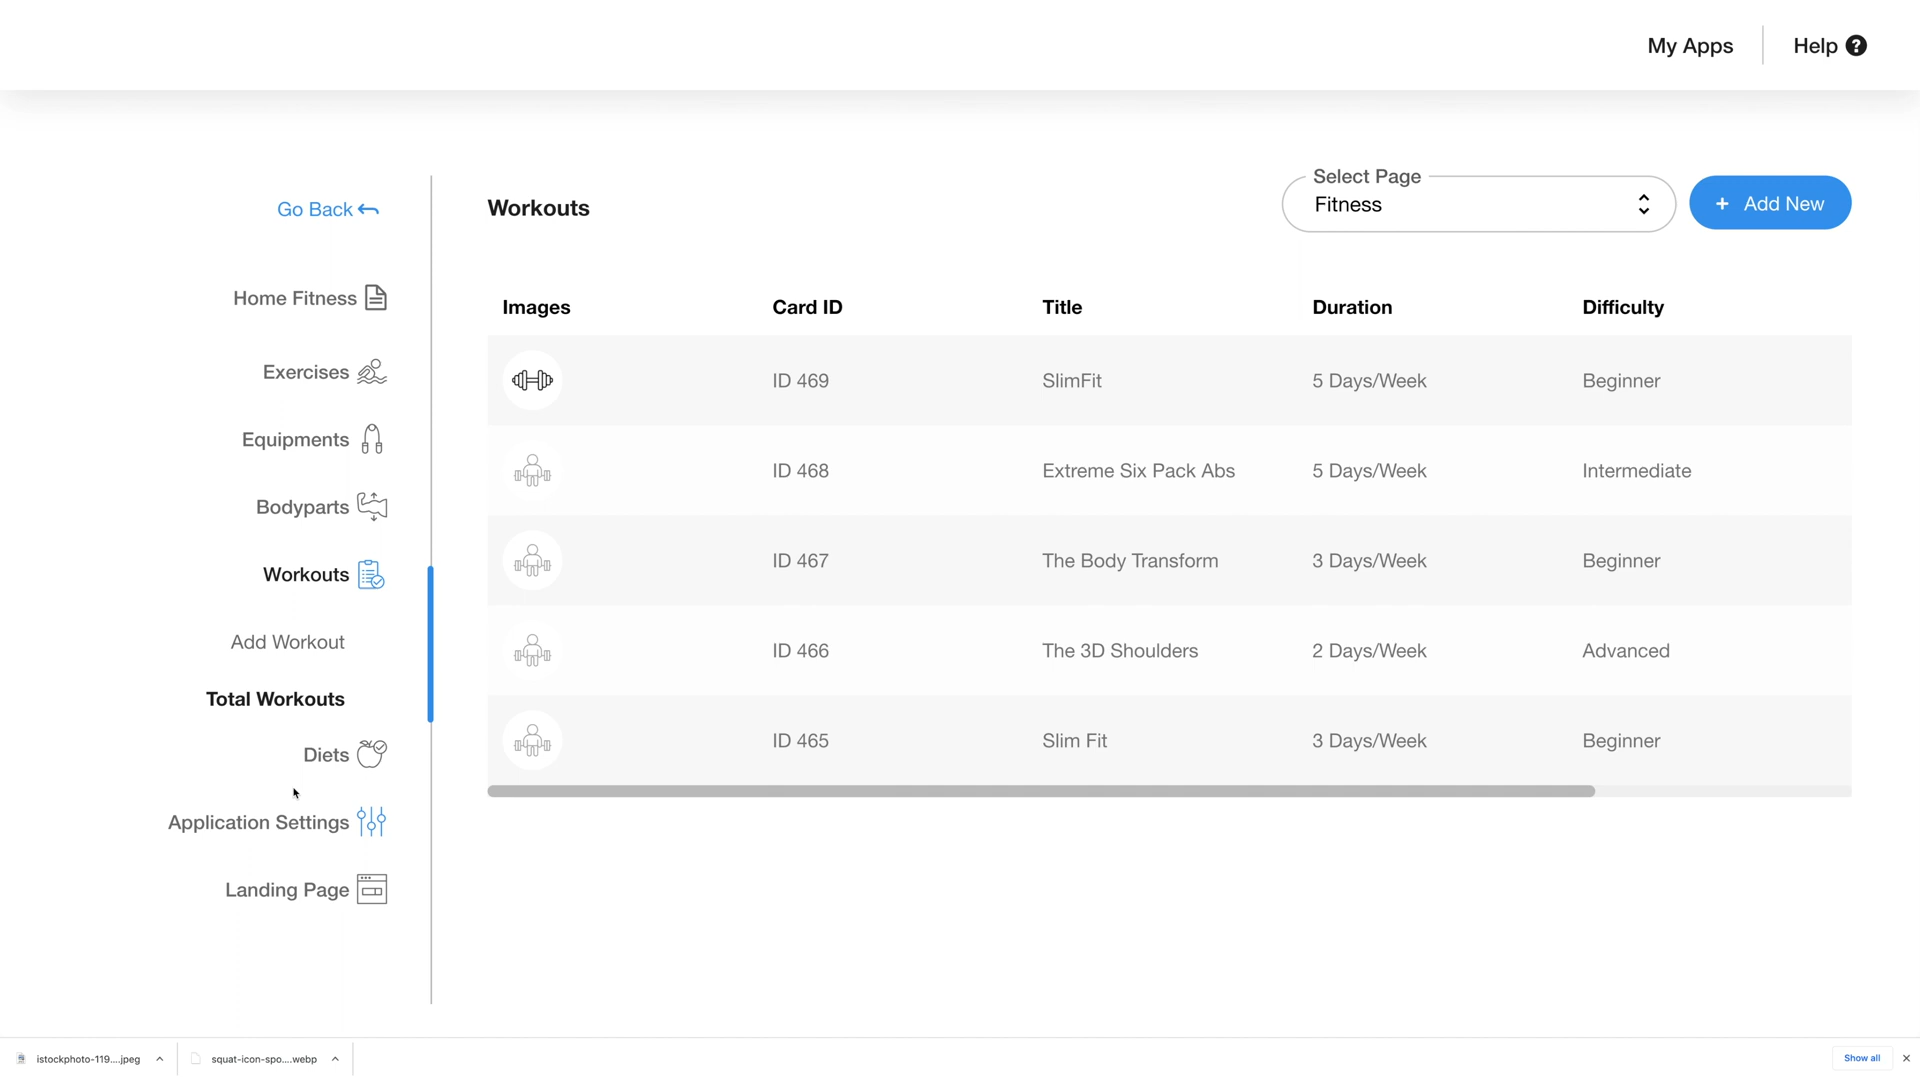 My Apps
Help
Go Back
Workouts
Select Page
Fitness
+ Add New
Home Fitness
Exercises
Equipments
Bodyparts
Workouts
Add Workout
Total Workouts
Diets
Application Settings
Landing Page
Images Card ID Title Duration Difficulty
ID 469 SlimFit 5 Days/Week Beginner
ID 468 Extreme Six Pack Abs 5 Days/Week Intermediate
ID 467 The Body Transform 3 Days/Week Beginner
ID 466 The 3D Shoulders 2 Days/Week Advanced
ID 465 Slim Fit 3 Days/Week Beginner
istockphoto-119....jpeg
squat-icon-spo....webp
Show all